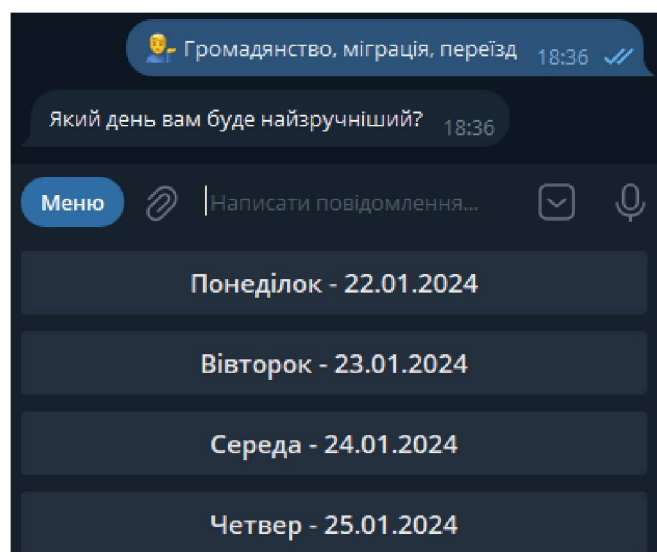 Громадянство, міграція, переїзд 18:36
Який день вам буде найзручніший? 18:36
Меню Написати повідомлення...
Понеділок - 22.01.2024
Вівторок - 23.01.2024
Середа - 24.01.2024
Четвер - 25.01.2024